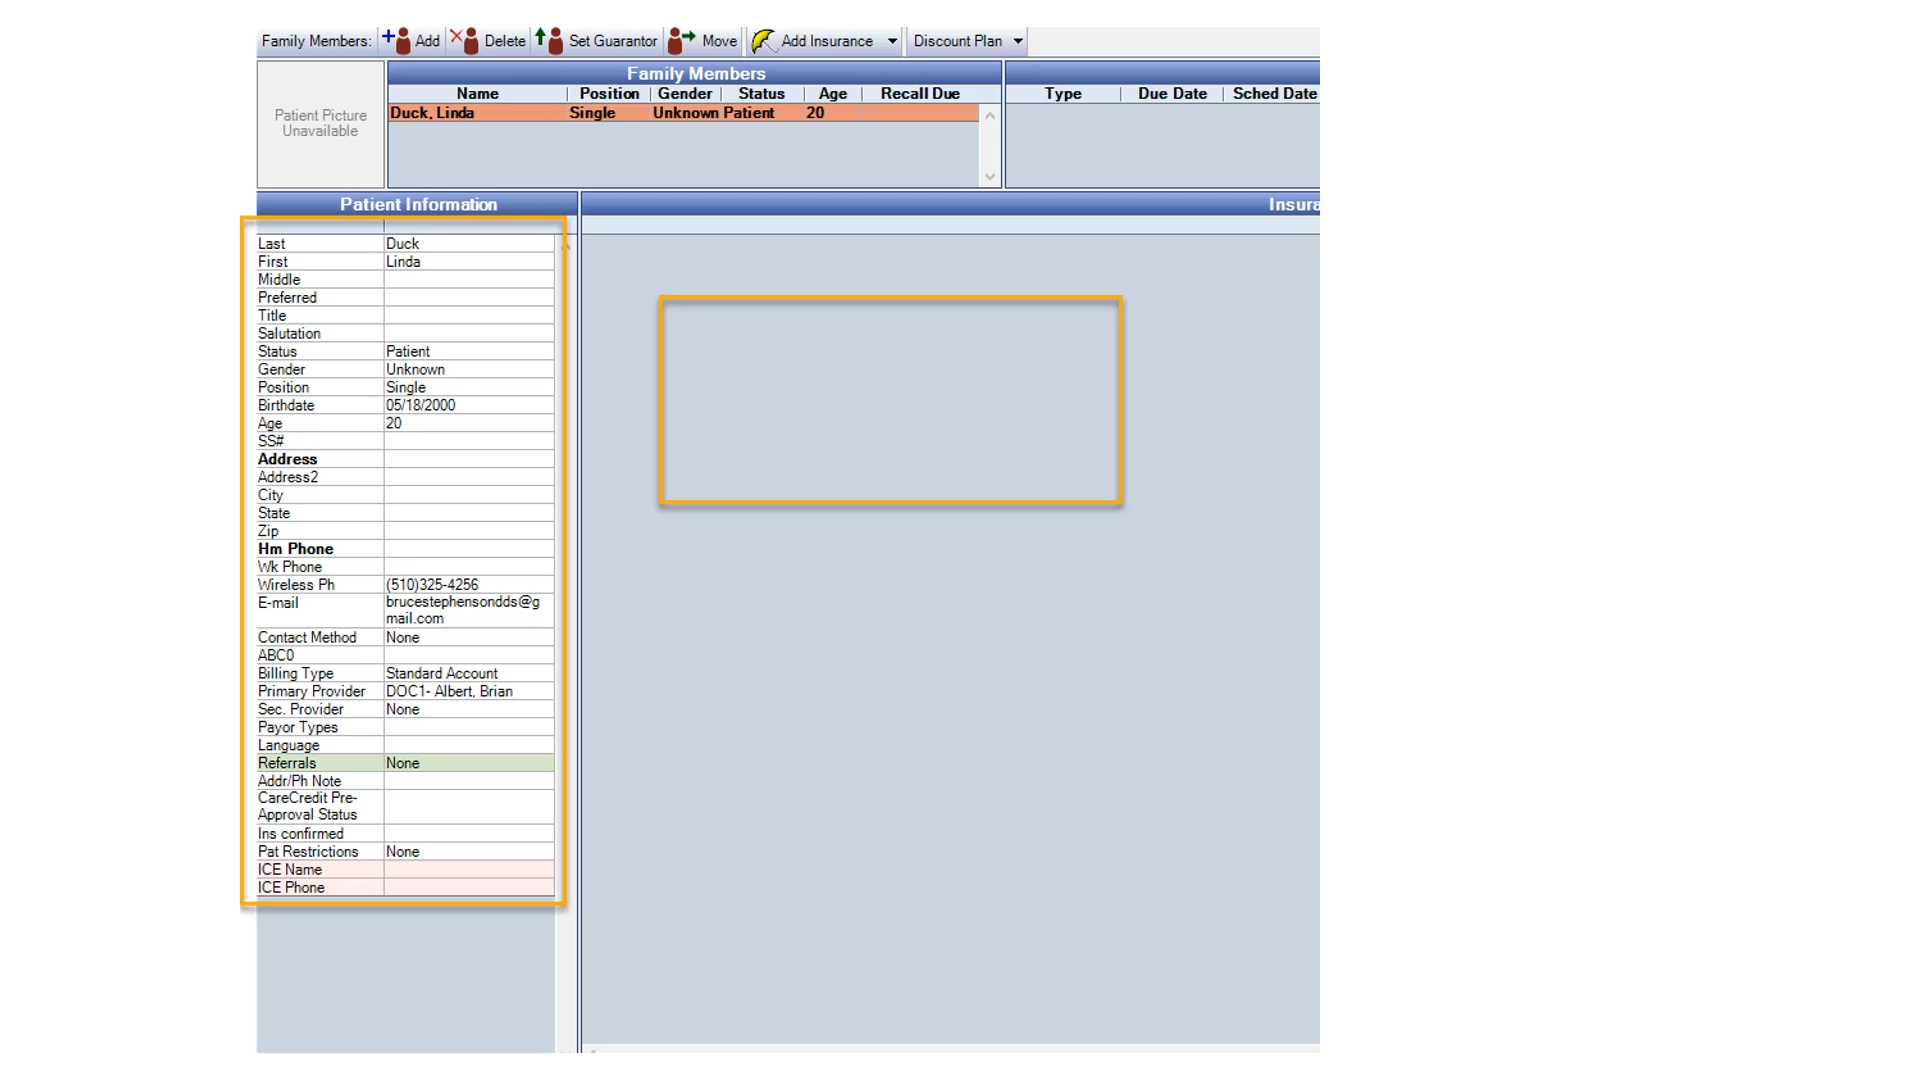 Family Members: Add Delete Set Guarantor Move Add Insurance Discount Plan
Patient Picture
Unavailable
Family Members
Name Position Gender Status Age Recall Due
Duck, Linda Single Unknown Patient 20
Type Due Date Sched Date
Patient Information
Insura
Last Duck
First Linda
Middle
Preferred
Title
Salutation
Status Patient
Gender Unknown
Position Single
Birthdate 05/18/2000
Age 20
SS#
Address
Address2
City
State
Zip
Hm Phone
Wk Phone
Wireless Ph (510)325-4256
E-mail brucestephensondds@g
mail.com
Contact Method None
ABC0
Billing Type Standard Account
Primary Provider DOC1- Albert, Brian
Sec. Provider None
Payor Types
Language
Referrals None
Addr/Ph Note
CareCredit Pre-
Approval Status
Ins confirmed
Pat Restrictions None
ICE Name
ICE Phone